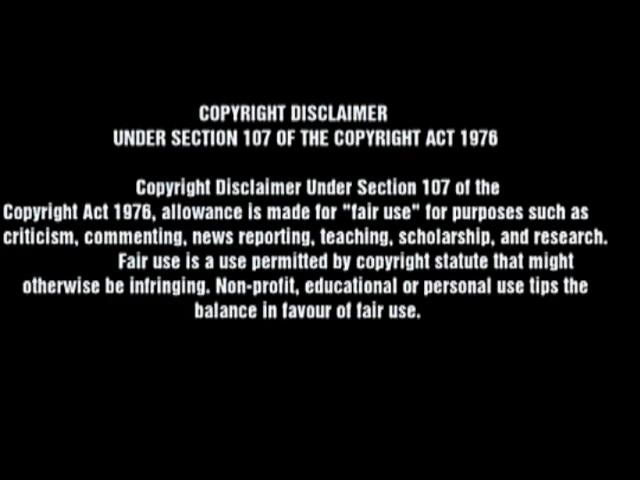 COPYRIGHT DISCLAIMER
UNDER SECTION 107 OF THE COPYRIGHT ACT 1976
Copyright Disclaimer Under Section 107 of the
Copyright Act 1976, allowance is made for "fair use" for purposes such as
criticism, commenting, news reporting, teaching, scholarship, and research.
Fair use is a use permitted by copyright statute that might
otherwise be infringing. Non-profit, educational or personal use tips the
balance in favour of fair use.